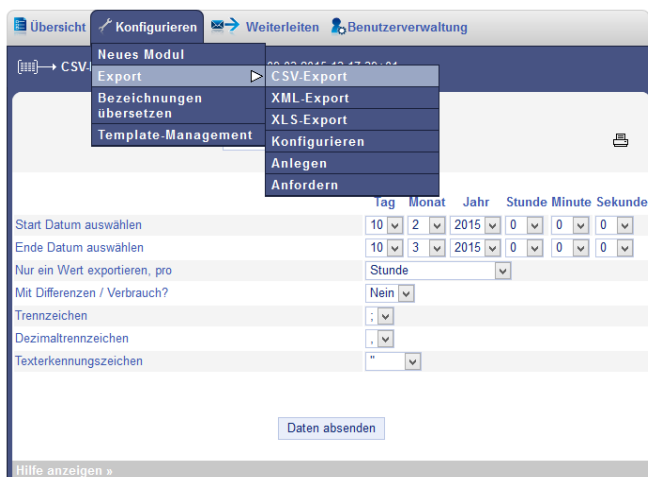 Übersicht Konfigurieren Weiterleiten Benutzerverwaltung
Neues Modul
Export CSV-Export
Bezeichnungen übersetzen XML-Export
Template-Management XLS-Export
Konfigurieren
Anlegen
Anfordern
Tag Monat Jahr Stunde Minute Sekunde
Start Datum auswählen 10 2 2015 0 0 0
Ende Datum auswählen 10 3 2015 0 0 0
Nur ein Wert exportieren, pro Stunde
Mit Differenzen / Verbrauch? Nein
Trennzeichen ;
Dezimaltrennzeichen ,
Texterkennungszeichen "
Daten absenden
Hilfe anzeigen »